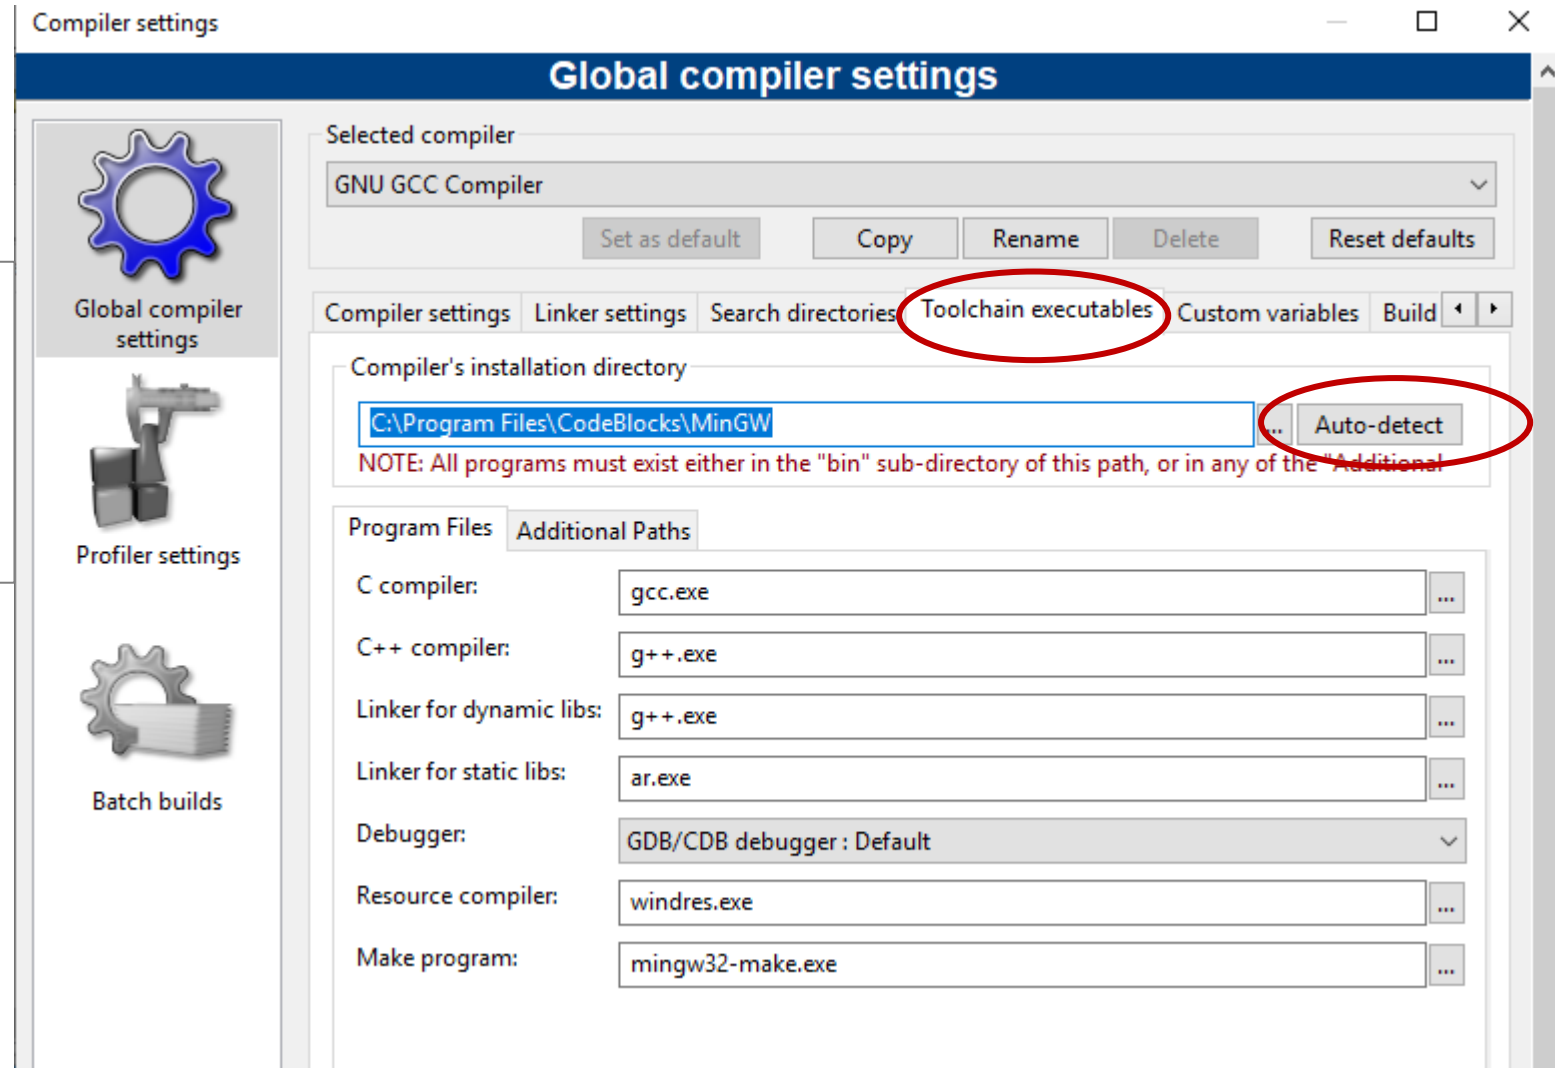 Compiler settings
Global compiler settings
Selected compiler
GNU GCC Compiler
Set as default Copy Rename Delete Reset defaults
Global compiler
settings
Compiler settings Linker settings Search directories Toolchain executables Custom variables Build
Compiler's installation directory
C:\Program Files\CodeBlocks\MinGW ... Auto-detect
NOTE: All programs must exist either in the "bin" sub-directory of this path, or in any of the "Additional
Profiler settings
Program Files Additional Paths
C compiler: gcc.exe ...
C++ compiler: g++.exe ...
Linker for dynamic libs: g++.exe ...
Linker for static libs: ar.exe ...
Batch builds
Debugger: GDB/CDB debugger : Default
Resource compiler: windres.exe ...
Make program: mingw32-make.exe ...